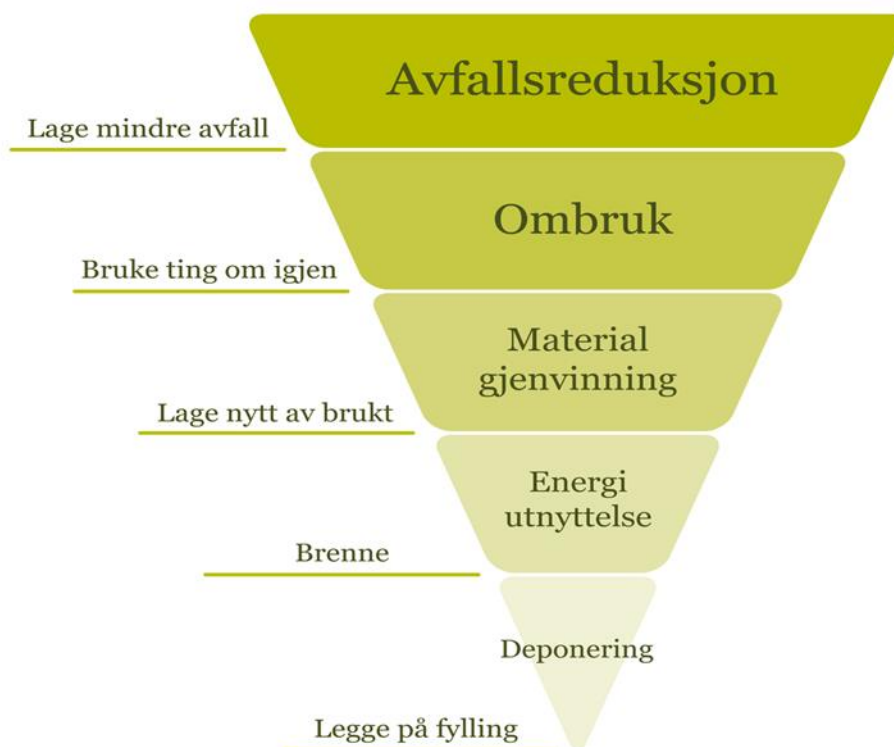 Avfallsreduksjon
Lage mindre avfall
Ombruk
Bruke ting om igjen
Material
gjenvinning
Lage nytt av brukt
Energi
utnyttelse
Brenne
Deponering
Legge på fylling